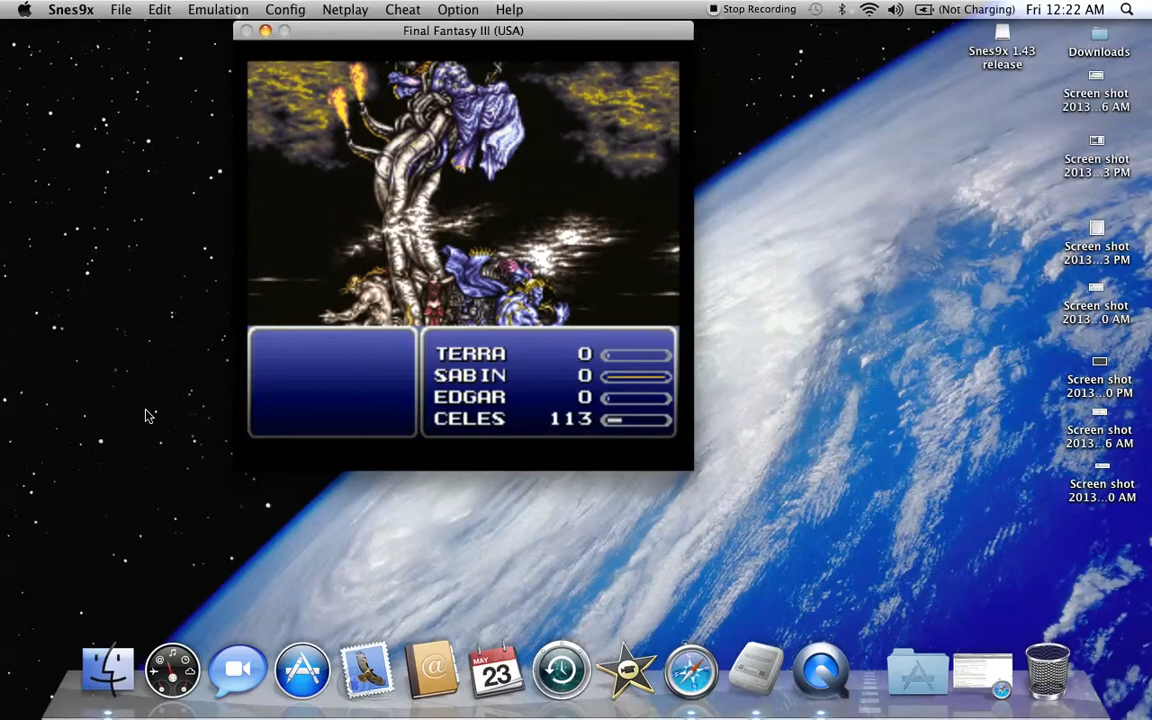 Snes9x File Edit Emulation Config Netplay Cheat Option Help Stop Recording (Not Charging) Fri 12:22 AM
Final Fantasy III (USA)
TERRA 0
SABIN 0
EDGAR 0
CELES 113
Snes9x 1.43
release
Downloads
Screen shot
2013...6 AM
Screen shot
2013...3 PM
Screen shot
2013...3 PM
Screen shot
2013...0 AM
Screen shot
2013...0 PM
Screen shot
2013...6 AM
Screen shot
2013...0 AM
MAY
23